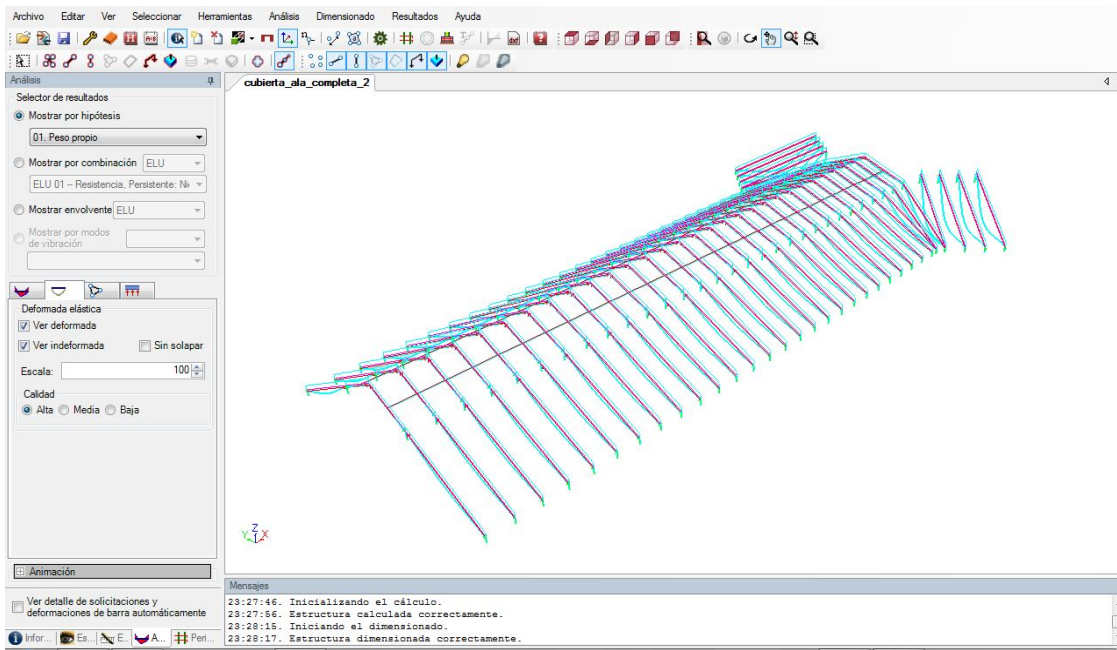 Archivo Editar Ver Seleccionar Herramientas Análisis Dimensionado Resultados Ayuda
Análisis
cubierta_ala_completa_2
Selector de resultados
Mostrar por hipótesis
01. Peso propio
Mostrar por combinación ELU
ELU 01 – Resistencia, Persistente: Ni
Mostrar envolvente ELU
Mostrar por modos
de vibración
Deformada elástica
Ver deformada
Ver indeformada Sin solapar
Escala: 100
Calidad
Alta Media Baja
Z
Y X
Animación
Ver detalle de solicitaciones y
deformaciones de barra automáticamente
Infor... Es... E... A... Peri...
Mensajes
23:27:46. Inicializando el cálculo.
23:27:56. Estructura calculada correctamente.
23:28:15. Iniciando el dimensionado.
23:28:17. Estructura dimensionada correctamente.